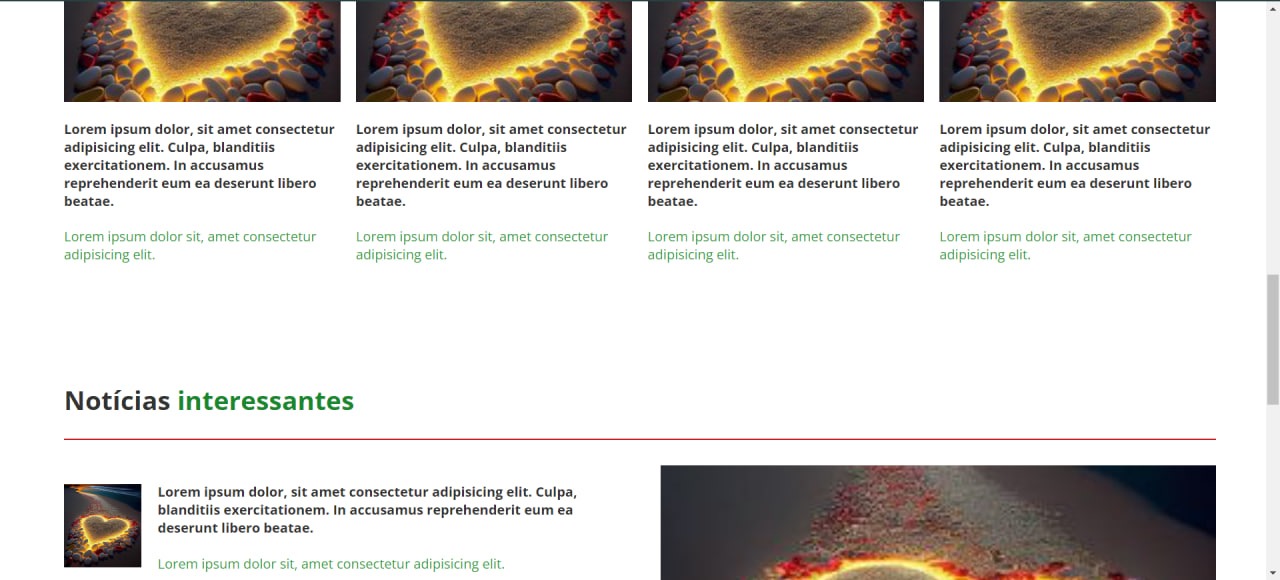 Lorem ipsum dolor, sit amet consectetur
adipisicing elit. Culpa, blanditiis
exercitationem. In accusamus
reprehenderit eum ea deserunt libero
beatae.
Lorem ipsum dolor sit, amet consectetur
adipisicing elit.
Lorem ipsum dolor, sit amet consectetur
adipisicing elit. Culpa, blanditiis
exercitationem. In accusamus
reprehenderit eum ea deserunt libero
beatae.
Lorem ipsum dolor sit, amet consectetur
adipisicing elit.
Lorem ipsum dolor, sit amet consectetur
adipisicing elit. Culpa, blanditiis
exercitationem. In accusamus
reprehenderit eum ea deserunt libero
beatae.
Lorem ipsum dolor sit, amet consectetur
adipisicing elit.
Lorem ipsum dolor, sit amet consectetur
adipisicing elit. Culpa, blanditiis
exercitationem. In accusamus
reprehenderit eum ea deserunt libero
beatae.
Lorem ipsum dolor sit, amet consectetur
adipisicing elit.
Notícias interessantes
Lorem ipsum dolor, sit amet consectetur adipisicing elit. Culpa,
blanditiis exercitationem. In accusamus reprehenderit eum ea
deserunt libero beatae.
Lorem ipsum dolor sit, amet consectetur adipisicing elit.